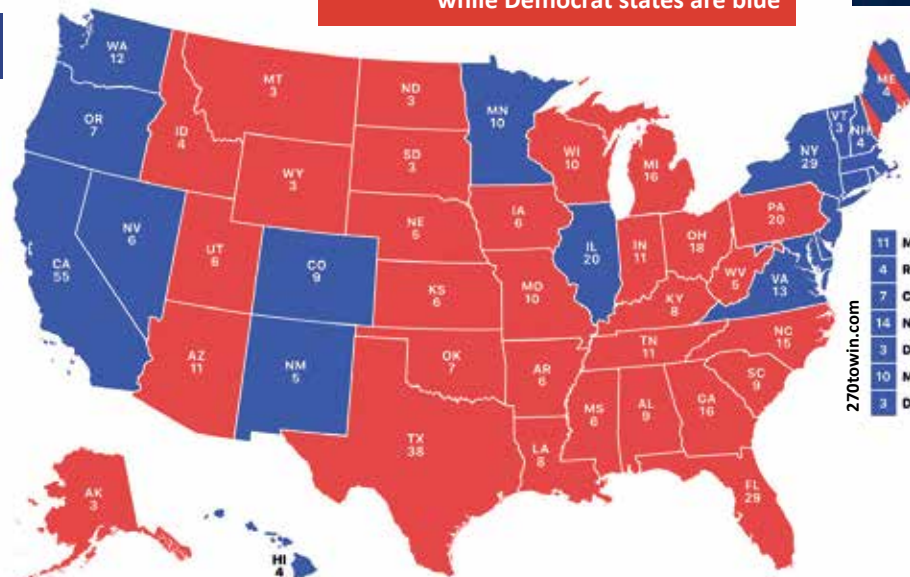 while Democrat states are blue
WA
12
OR
7
CA
55
NV
6
ID
4
MT
3
WY
3
UT
6
CO
9
AZ
11
NM
5
ND
3
SD
3
NE
5
KS
6
OK
7
TX
38
MN
10
IA
6
MO
10
AR
6
LA
8
WI
10
IL
20
MI
16
IN
11
OH
18
KY
8
TN
11
MS
6
AL
9
GA
16
FL
29
SC
9
NC
15
VA
13
WV
5
PA
20
NY
29
VT
3
NH
4
ME
4
AK
3
HI
4
11 M
4 R
7 C
14 N
3 D
10 M
3 D
270towin.com